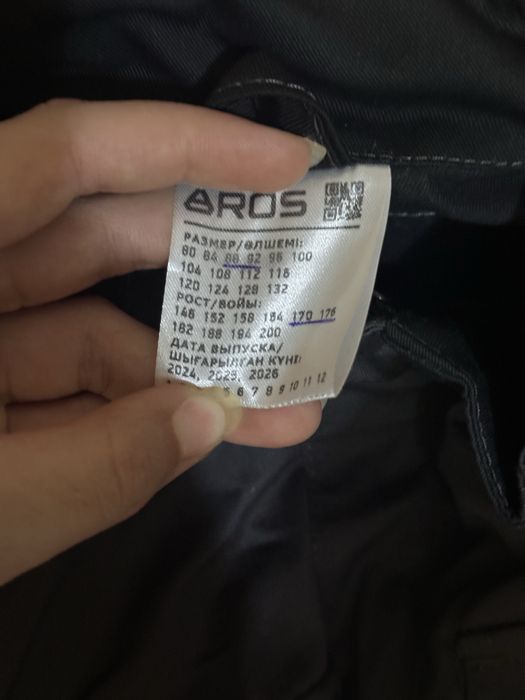 AROS
РАЗМЕР/ӨЛШЕМІ:
80 84 88 92 96 100
104 108 112 116
120 124 128 132
РОСТ/БОЙЫ:
146 152 158 164 170 176
182 188 194 200
ДАТА ВЫПУСКА/
ШЫҒАРЫЛҒАН КҮНІ:
2024, 2025, 2026
6 7 8 9 10 11 12